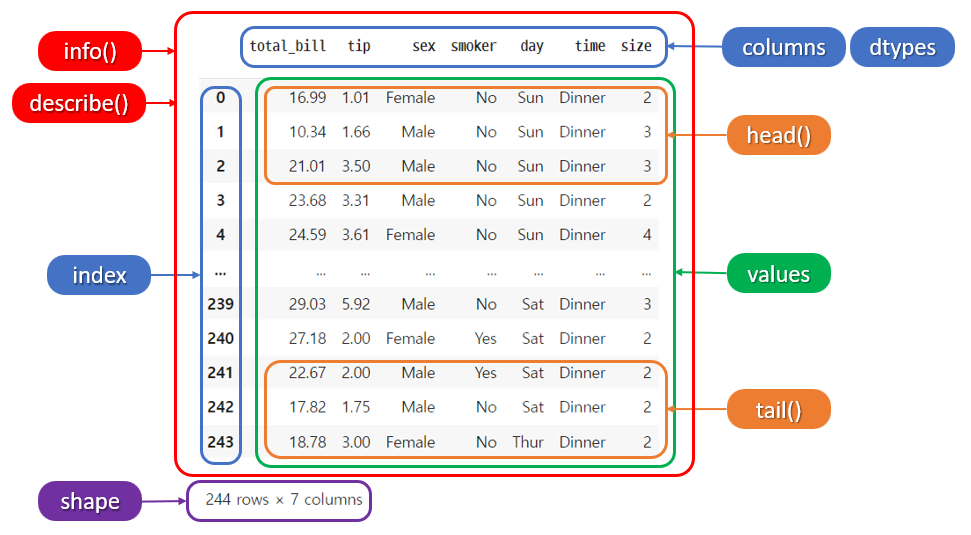 info()
describe()
index
shape
total_bill tip sex smoker day time size
0 16.99 1.01 Female No Sun Dinner 2
1 10.34 1.66 Male No Sun Dinner 3
2 21.01 3.50 Male No Sun Dinner 3
3 23.68 3.31 Male No Sun Dinner 2
4 24.59 3.61 Female No Sun Dinner 4
... ... ... ... ... ... ... ...
239 29.03 5.92 Male No Sat Dinner 3
240 27.18 2.00 Female Yes Sat Dinner 2
241 22.67 2.00 Male Yes Sat Dinner 2
242 17.82 1.75 Male No Sat Dinner 2
243 18.78 3.00 Female No Thur Dinner 2
244 rows × 7 columns
columns dtypes
head()
values
tail()